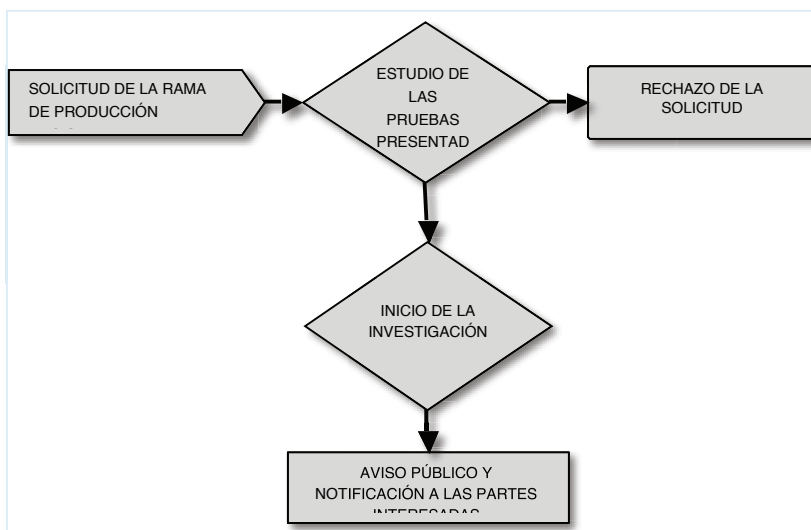 SOLICITUD DE LA RAMA
DE PRODUCCIÓN
ESTUDIO DE
LAS
PRUEBAS
PRESENTAD
RECHAZO DE LA
SOLICITUD
INICIO DE LA
INVESTIGACIÓN
AVISO PÚBLICO Y
NOTIFICACIÓN A LAS PARTES
INTERESADAS